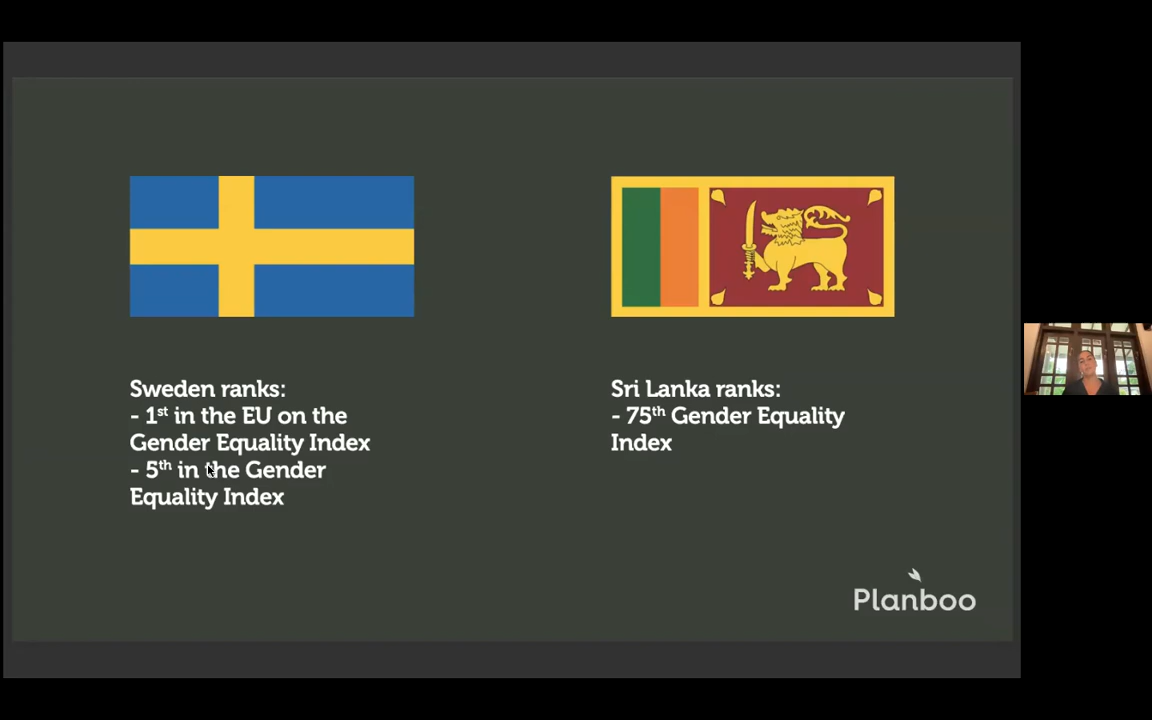 Sweden ranks:
- 1st in the EU on the
Gender Equality Index
- 5th in the Gender
Equality Index
Sri Lanka ranks:
- 75th Gender Equality
Index
Planboo